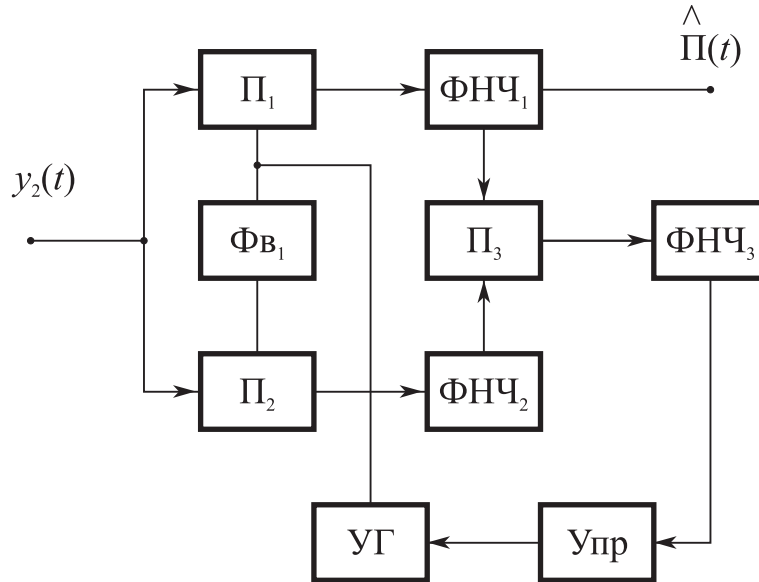 ^
П(t)
П₁
ФНЧ₁
y₂(t)
Фв₁
П₃
ФНЧ₃
П₂
ФНЧ₂
УГ
Упр